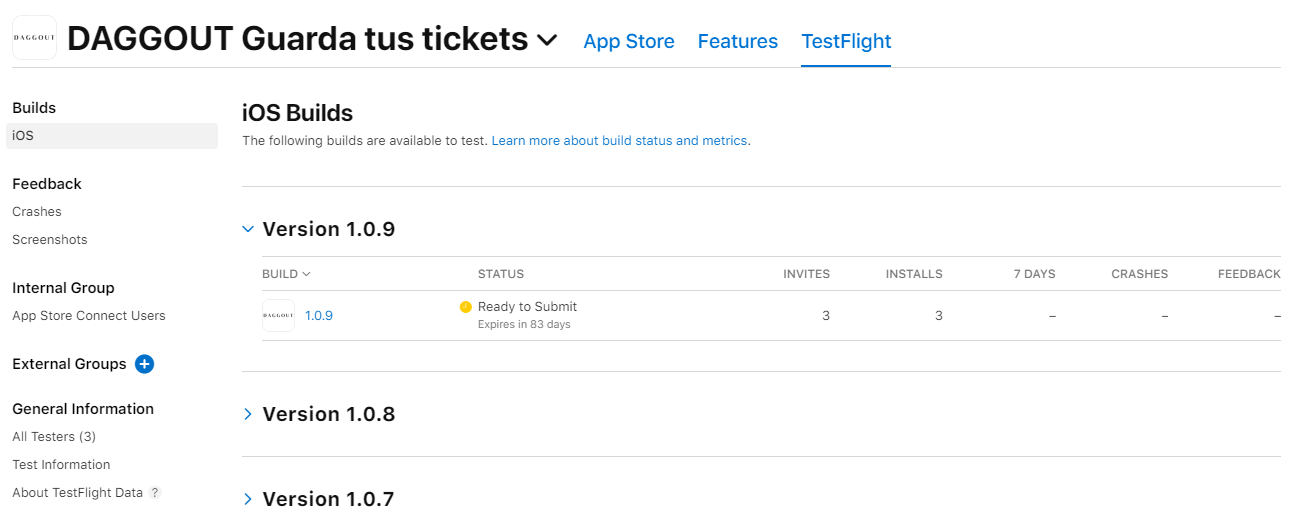 DAGGOUT
DAGGOUT Guarda tus tickets
App Store
Features
TestFlight
Builds
iOS
Feedback
Crashes
Screenshots
Internal Group
App Store Connect Users
External Groups
General Information
All Testers (3)
Test Information
About TestFlight Data ?
iOS Builds
The following builds are available to test. Learn more about build status and metrics.
Version 1.0.9
BUILD STATUS INVITES INSTALLS 7 DAYS CRASHES FEEDBACK
DAGGOUT 1.0.9 Ready to Submit 3 3 – – –
Expires in 83 days
Version 1.0.8
Version 1.0.7